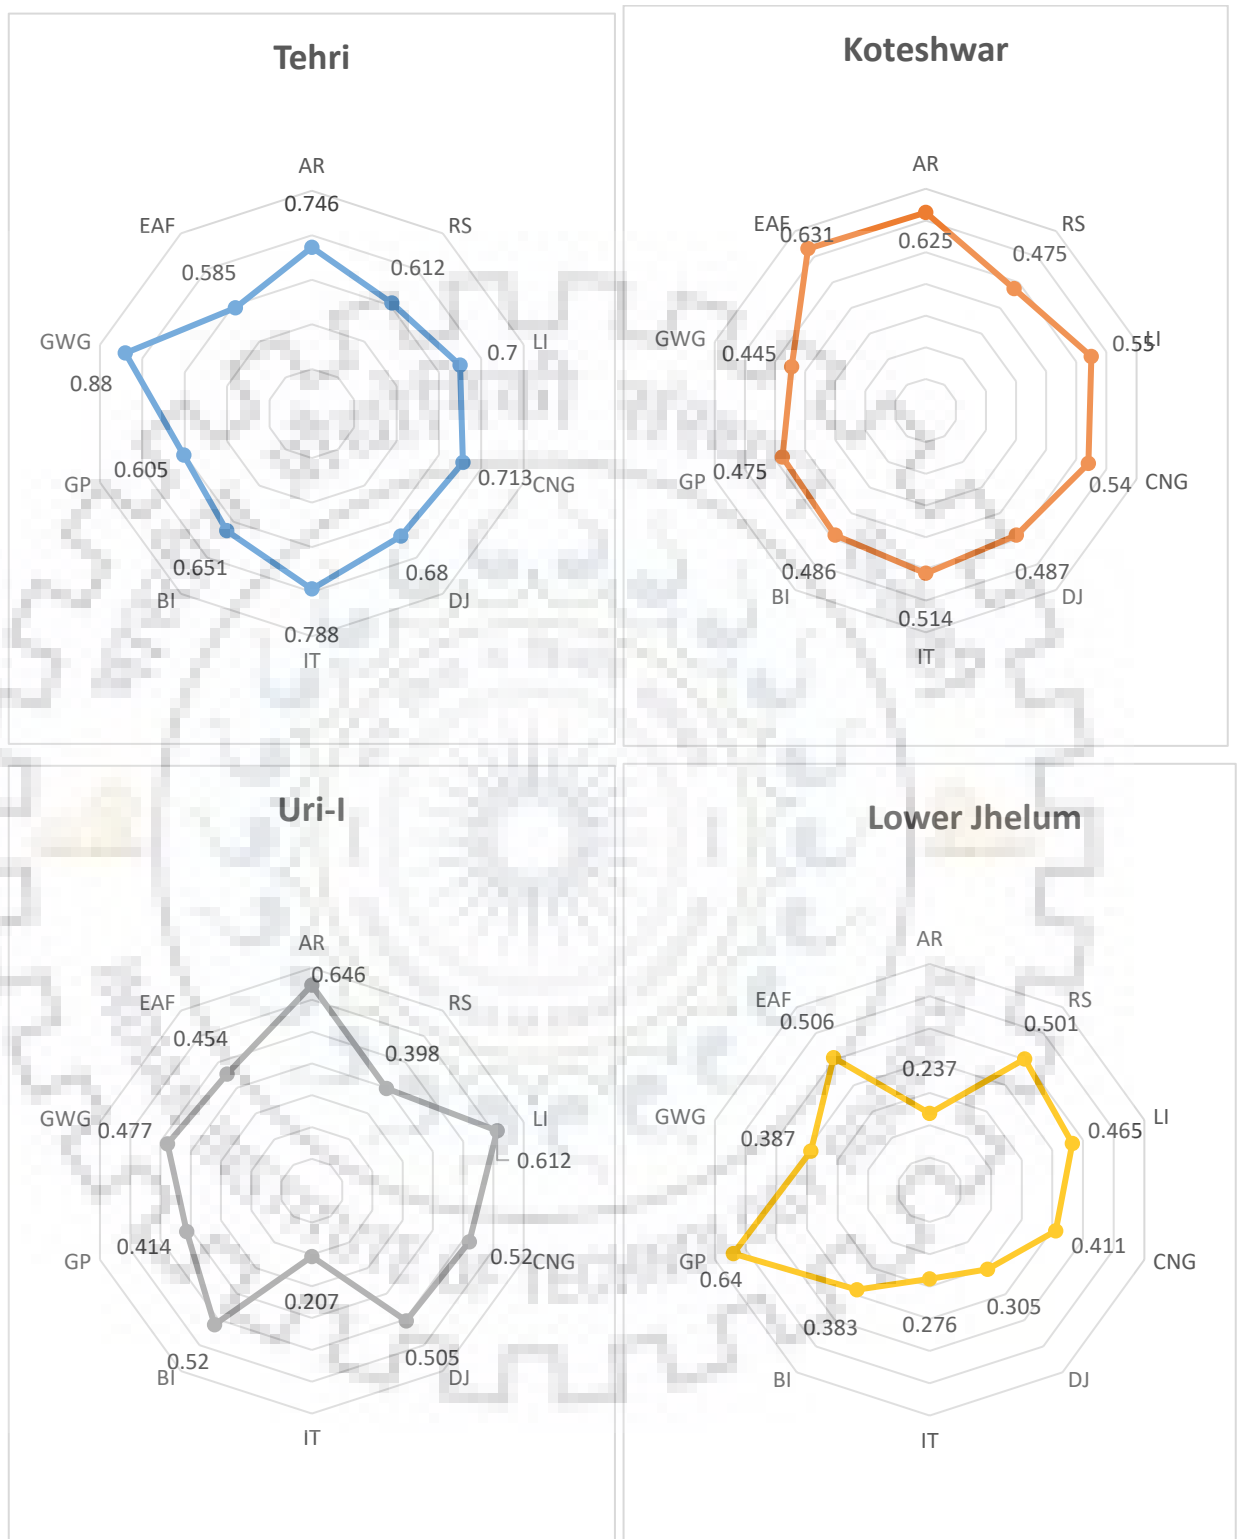 Tehri
AR
0.746
EAF
RS
0.585
0.612
GWG
LI
0.88
0.7
GP
0.605
0.713
CNG
0.651
0.68
BI
DJ
0.788
IT
Koteshwar
AR
EAF
0.631
0.625
RS
0.475
GWG
0.445
LI
0.55
GP
0.475
0.54
CNG
0.486
0.487
BI
DJ
0.514
IT
Uri-I
AR
0.646
EAF
RS
0.454
0.398
GWG
0.477
LI
0.612
GP
0.414
0.52
CNG
0.207
0.52
0.505
BI
DJ
IT
Lower Jhelum
AR
EAF
RS
0.506
0.501
0.237
GWG
LI
0.387
0.465
GP
0.64
0.411
CNG
0.383
0.276
0.305
BI
DJ
IT